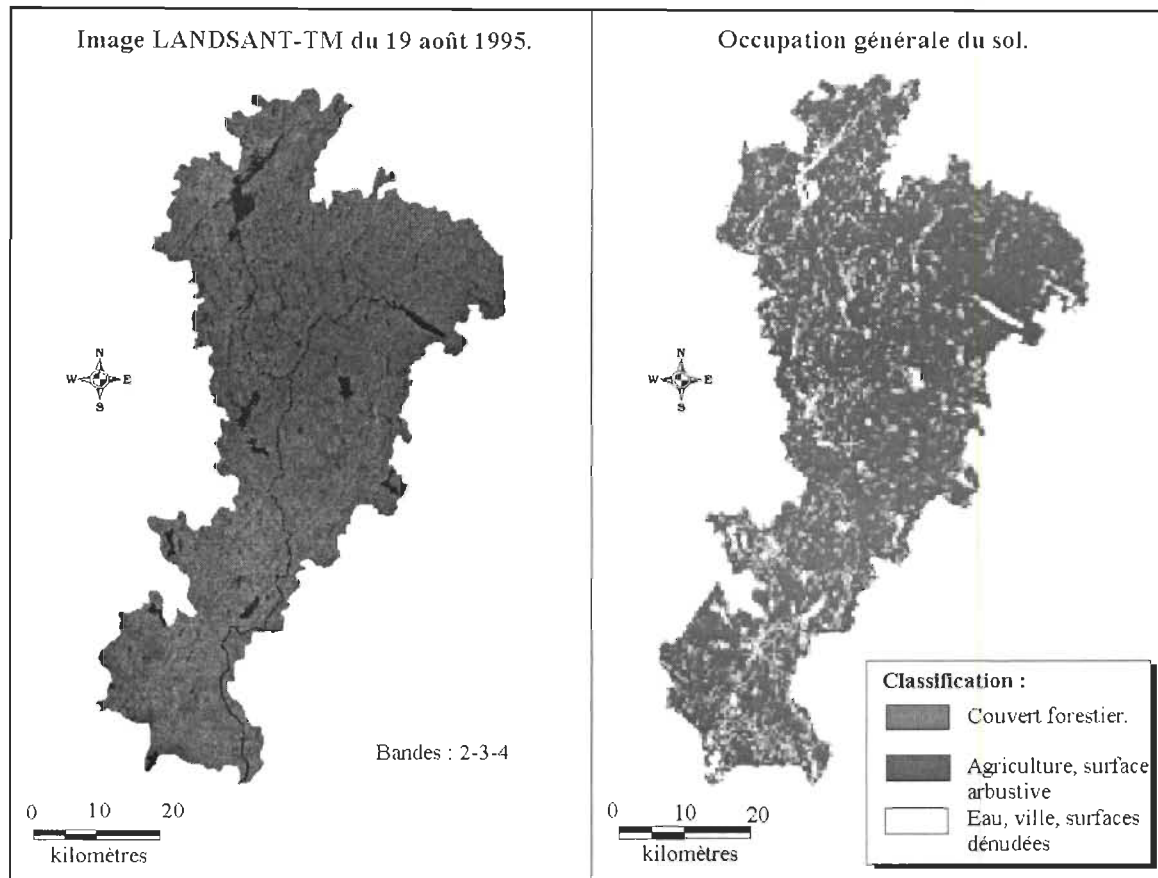 Image LANDSANT-TM du 19 août 1995.
N
W E
S
Bandes : 2-3-4
0 10 20
kilomètres
Occupation générale du sol.
N
W E
S
Classification :
Couvert forestier.
Agriculture, surface
arbustive
Eau, ville, surfaces
dénudées
0 10 20
kilomètres